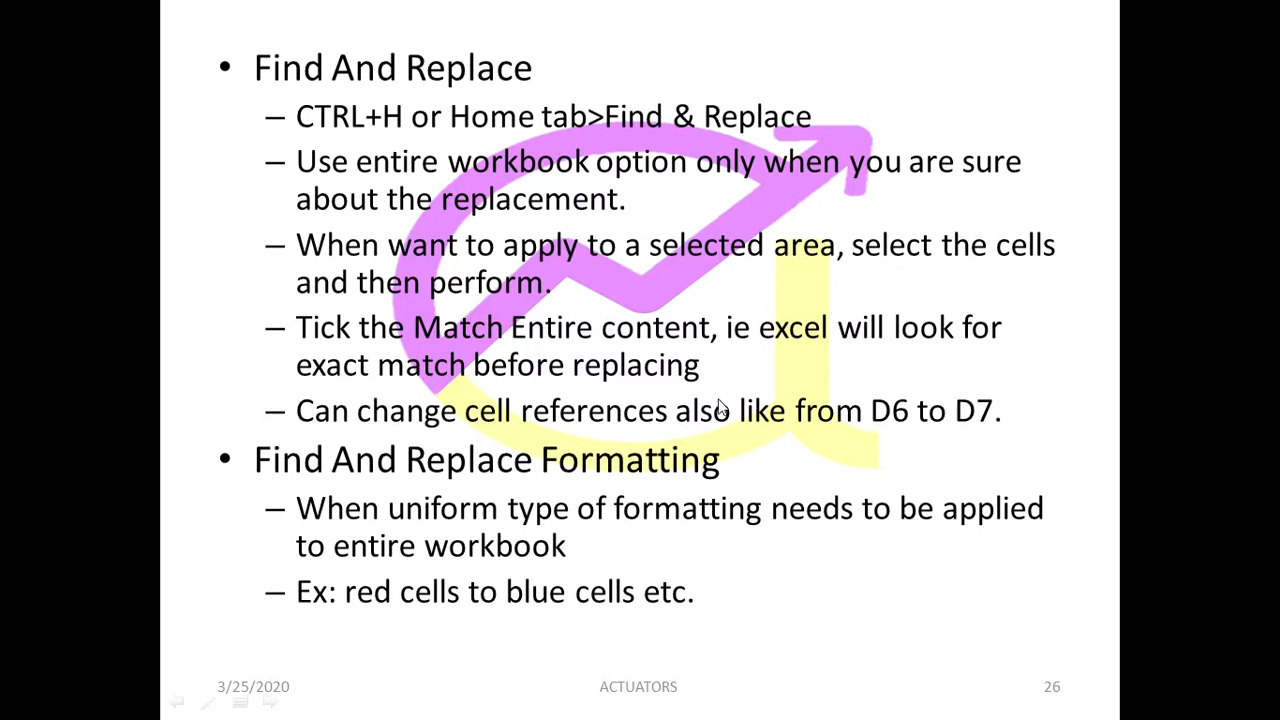 • Find And Replace
– CTRL+H or Home tab>Find & Replace
– Use entire workbook option only when you are sure
about the replacement.
– When want to apply to a selected area, select the cells
and then perform.
– Tick the Match Entire content, ie excel will look for
exact match before replacing
– Can change cell references also like from D6 to D7.
• Find And Replace Formatting
– When uniform type of formatting needs to be applied
to entire workbook
– Ex: red cells to blue cells etc.
3/25/2020 ACTUATORS 26